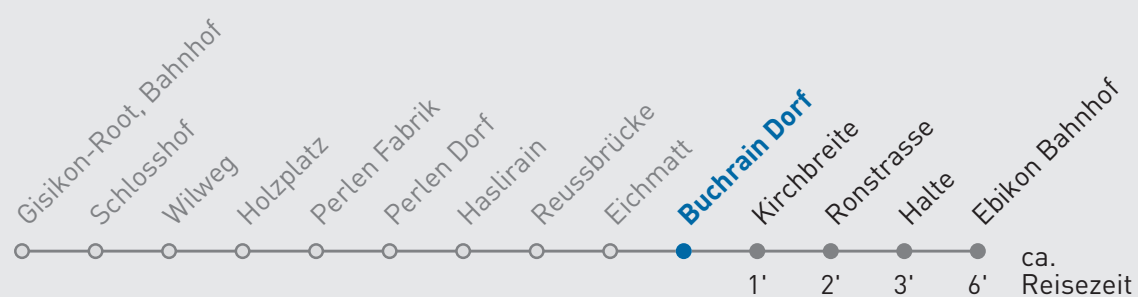 Gisikon-Root, Bahnhof
Schlosshof
Wilweg
Holzplatz
Perlen Fabrik
Perlen Dorf
Haslirain
Reussbrücke
Eichmatt
Buchrain Dorf
Kirchbreite
Ronstrasse
Halte
Ebikon Bahnhof
1' 2' 3' 6'
ca.
Reisezeit